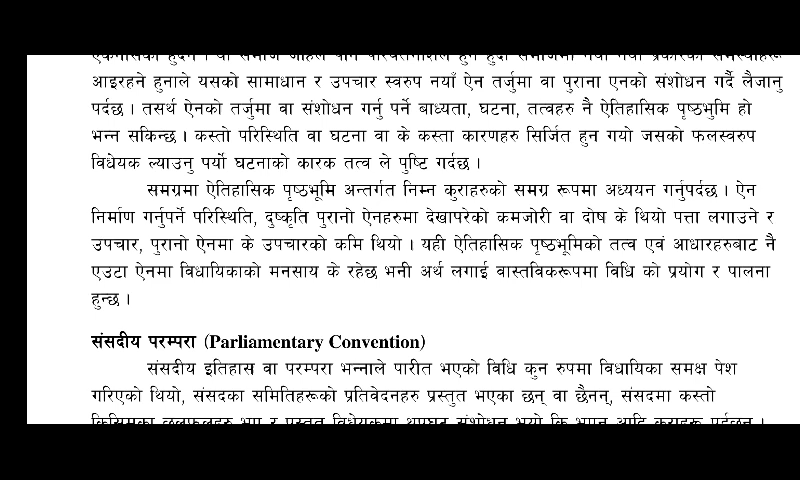 आइरहने हुनाले यसको सामाधान र उपचार स्वरुप नयाँ ऐन तर्जुमा वा पुराना एनको संशोधन गर्दै लैजानु
पर्दछ । तसर्थ ऐनको तर्जुमा वा संशोधन गर्नु पर्ने बाध्यता, घटना, तत्वहरु नै ऐतिहासिक पृष्ठभुमि हो
भन्न सकिन्छ । कस्तो परिस्थिति वा घटना वा के कस्ता कारणहरु सिर्जित हुन गयो जसको फलस्वरुप
विधेयक ल्याउनु पर्यो घटनाको कारक तत्व ले पुष्टि गर्दछ ।
समग्रमा ऐतिहासिक पृष्ठभूमि अन्तर्गत निम्न कुराहरुको समग्र रूपमा अध्ययन गर्नुपर्दछ । ऐन
निर्माण गर्नुपर्ने परिस्थिति, दुष्कृति पुरानो ऐनहरुमा देखापरेको कमजोरी वा दोष के थियो पत्ता लगाउने र
उपचार, पुरानो ऐनमा के उपचारको कमि थियो । यही ऐतिहासिक पृष्ठभूमिको तत्व एवं आधारहरुबाट नै
एउटा ऐनमा विधायिकाको मनसाय के रहेछ भनी अर्थ लगाई वास्तविकरूपमा विधि को प्रयोग र पालना
हुन्छ ।
संसदीय परम्परा (Parliamentary Convention)
संसदीय इतिहास वा परम्परा भन्नाले पारीत भएको विधि कुन रुपमा विधायिका समक्ष पेश
गरिएको थियो, संसदका समितिहरूको प्रतिवेदनहरु प्रस्तुत भएका छन् वा छैनन्, संसदमा कस्तो